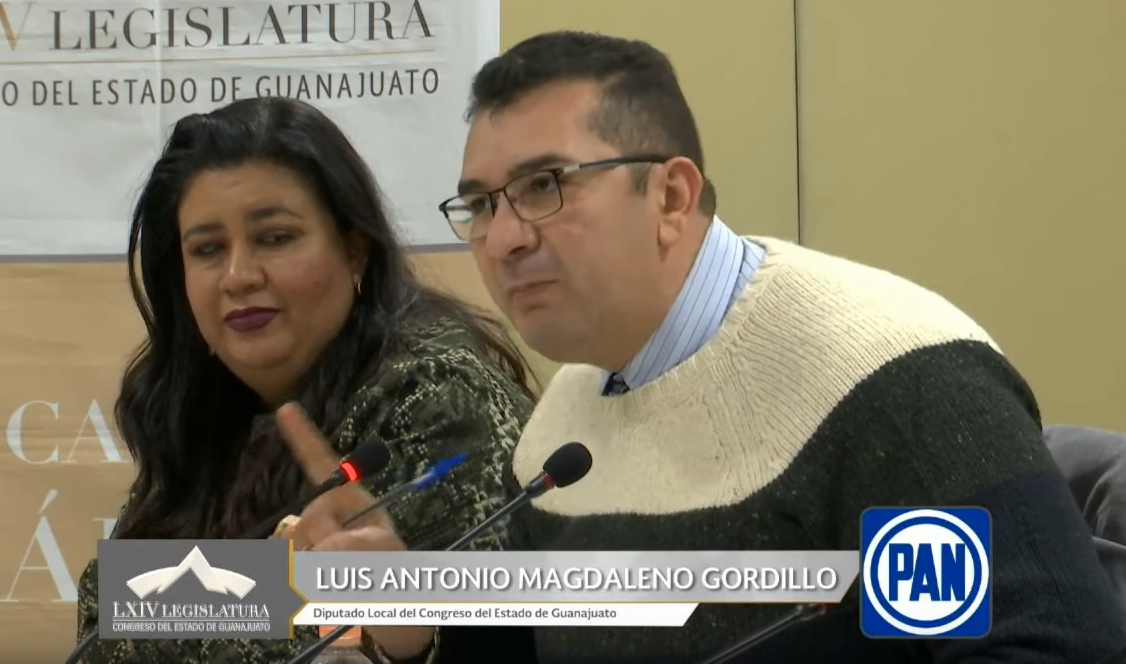 V LEGISLATURA
O DEL ESTADO DE GUANAJUATO
CA
Á
LXIV LEGISLATURA
CONGRESO DEL ESTADO DE GUANAJUATO
LUIS ANTONIO MAGDALENO GORDILLO
Diputado Local del Congreso del Estado de Guanajuato
PAN